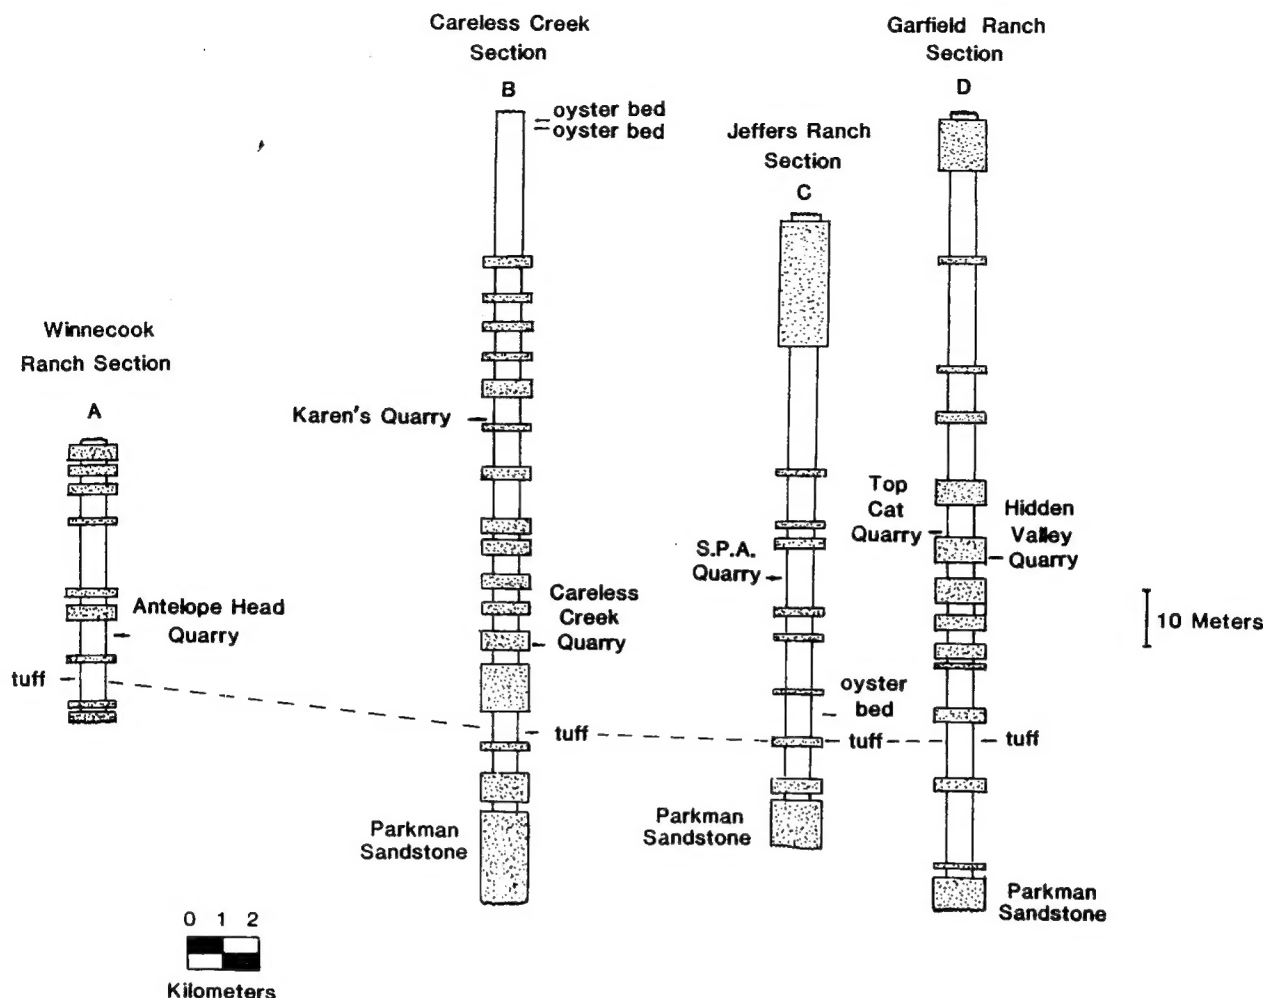 Careless Creek
Section
B
oyster bed
oyster bed
Garfield Ranch
Section
D
Jeffers Ranch
Section
C
Winnecook
Ranch Section
A
Karen's Quarry
Antelope Head
Quarry
tuff
Careless
Creek
Quarry
tuff
Parkman
Sandstone
S.P.A.
Quarry
oyster
bed
tuff
Parkman
Sandstone
Top
Cat
Quarry
Hidden
Valley
Quarry
tuff
Parkman
Sandstone
10 Meters
0 1 2
Kilometers